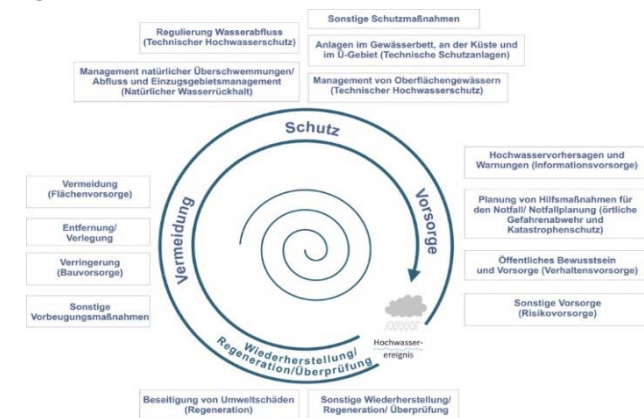 Sonstige Schutzmaßnahmen
Regulierung Wasserabfluss
(Technischer Hochwasserschutz)
Anlagen im Gewässerbett, an der Küste und
im Ü-Gebiet (Technische Schutzanlagen)
Management natürlicher Überschwemmungen/
Abfluss und Einzugsgebietsmanagement
(Natürlicher Wasserrückhalt)
Management von Oberflächengewässern
(Technischer Hochwasserschutz)
Schutz
Vorsorge
Vermeidung
Hochwasservorhersagen und
Warnungen (Informationsvorsorge)
Vermeidung
(Flächenvorsorge)
Planung von Hilfsmaßnahmen für
den Notfall/ Notfallplanung (örtliche
Gefahrenabwehr und
Katastrophenschutz)
Entfernung/
Verlegung
Verringerung
(Bauvorsorge)
Öffentliches Bewusstsein
und Vorsorge (Verhaltensvorsorge)
Sonstige
Vorbeugungsmaßnahmen
Sonstige Vorsorge
(Risikovorsorge)
Hochwasser-
ereignis
Wiederherstellung/
Regeneration/Überprüfung
Beseitigung von Umweltschäden
(Regeneration)
Sonstige Wiederherstellung/
Regeneration/ Überprüfung